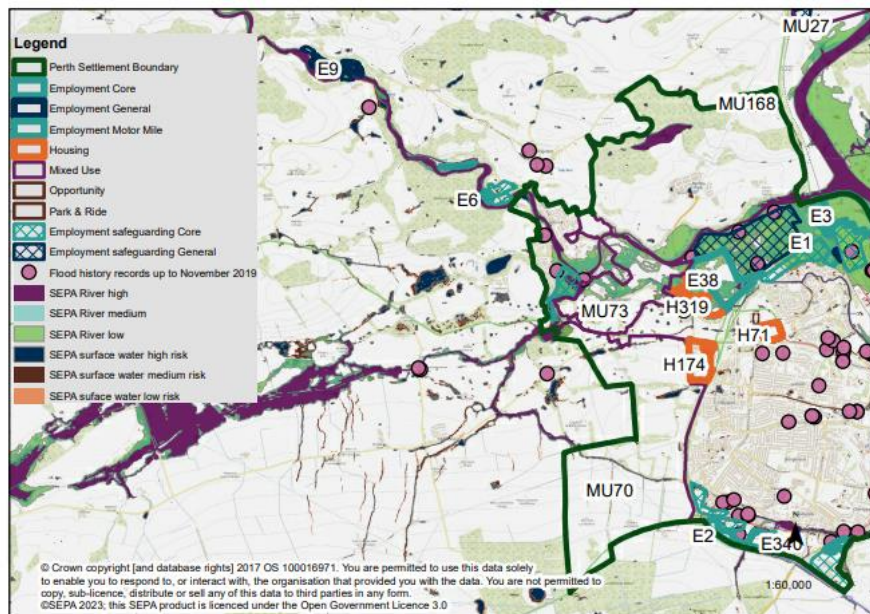 MU27
Legend
Perth Settlement Boundary
Employment Core
Employment General
Employment Motor Mile
Housing
Mixed Use
Opportunity
Park & Ride
Employment safeguarding Core
Employment safeguarding General
Flood history records up to November 2019
SEPA River high
SEPA River medium
SEPA River low
SEPA surface water high risk
SEPA surface water medium risk
SEPA suface water low risk
E9
MU168
E6
E3
E1
E38
MU73
H319
H71
H174
MU70
E2
E340
1:60,000
© Crown copyright [and database rights] 2017 OS 100016971. You are permitted to use this data solely
to enable you to respond to, or interact with, the organisation that provided you with the data. You are not permitted to
copy, sub-licence, distribute or sell any of this data to third parties in any form.
©SEPA 2023; this SEPA product is licenced under the Open Government Licence 3.0